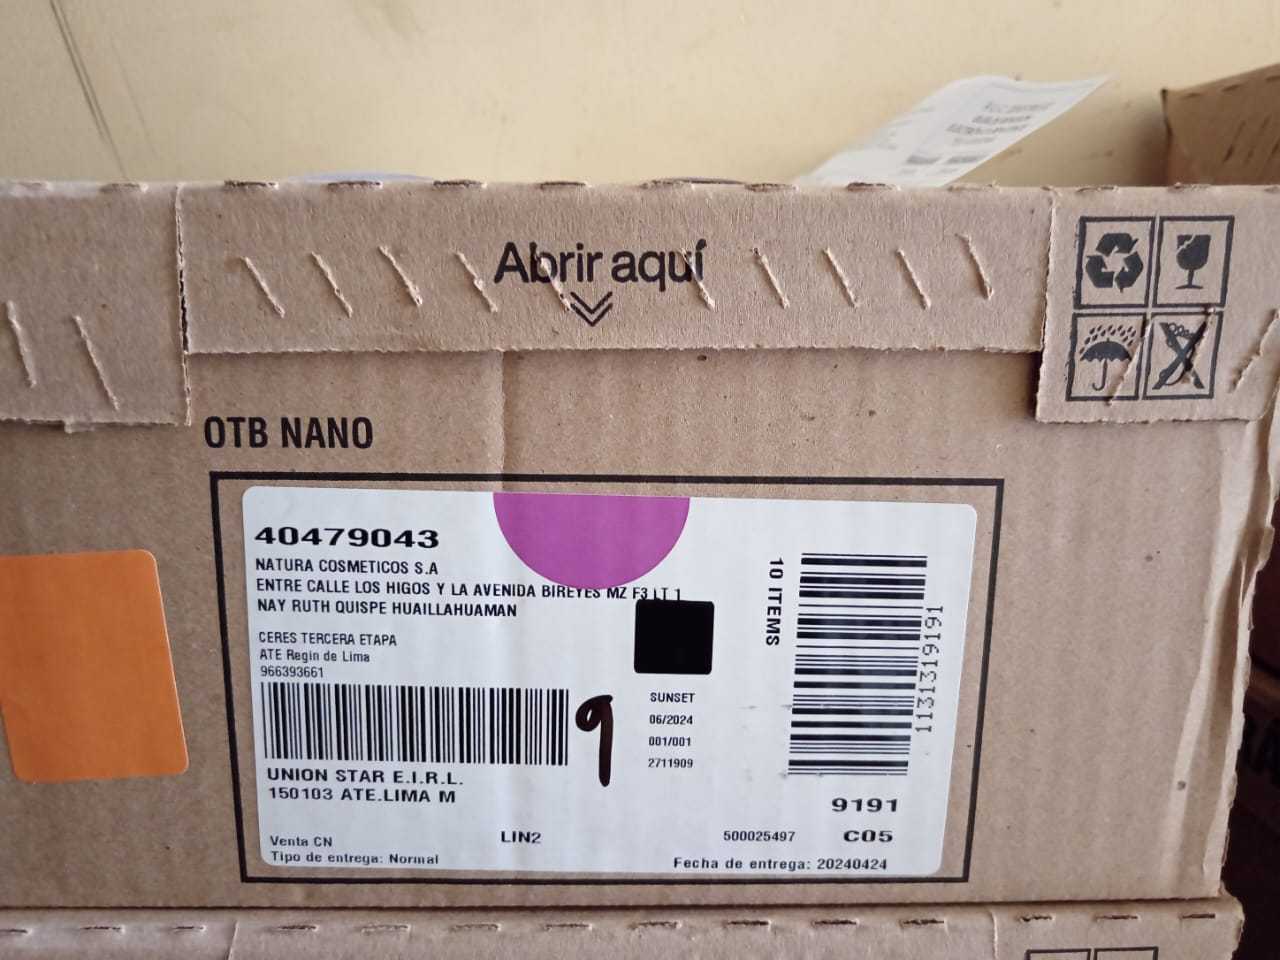 Abrir aquí
OTB NANO
40479043
NATURA COSMETICOS S.A
ENTRE CALLE LOS HIGOS Y LA AVENIDA BIREYES MZ F3 LT 1
NAY RUTH QUISPE HUAILLAHUAMAN
CERES TERCERA ETAPA
ATE Regin de Lima
966393661
UNION STAR E.I.R.L.
150103 ATE.LIMA M
9
SUNSET
06/2024
001/001
2711909
10 ITEMS
1131319191
9191
Venta CN
LIN2
500025497
C05
Tipo de entrega: Normal
Fecha de entrega: 20240424